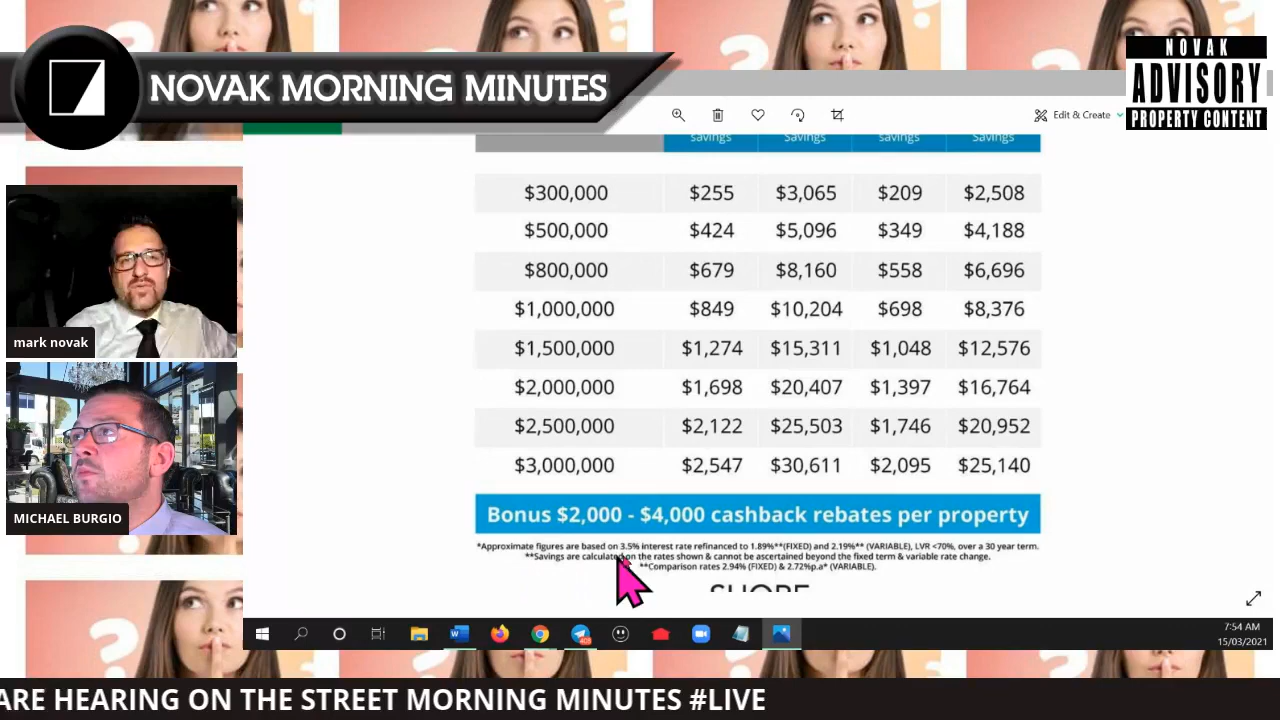 NOVAK MORNING MINUTES
NOVAK
ADVISORY
PROPERTY CONTENT
Edit & Create
savings Savings savings Savings
$300,000 $255 $3,065 $209 $2,508
$500,000 $424 $5,096 $349 $4,188
$800,000 $679 $8,160 $558 $6,696
$1,000,000 $849 $10,204 $698 $8,376
$1,500,000 $1,274 $15,311 $1,048 $12,576
$2,000,000 $1,698 $20,407 $1,397 $16,764
$2,500,000 $2,122 $25,503 $1,746 $20,952
$3,000,000 $2,547 $30,611 $2,095 $25,140
Bonus $2,000 - $4,000 cashback rebates per property
*Approximate figures are based on 3.5% interest rate refinanced to 1.89%**(FIXED) and 2.19%** (VARIABLE), LVR <70%, over a 30 year term.
**Savings are calculated on the rates shown & cannot be ascertained beyond the fixed term & variable rate change.
**Comparison rates 2.94% (FIXED) & 2.72%p.a* (VARIABLE).
SHORE
mark novak
MICHAEL BURGIO
7:54 AM
15/03/2021
ARE HEARING ON THE STREET MORNING MINUTES #LIVE